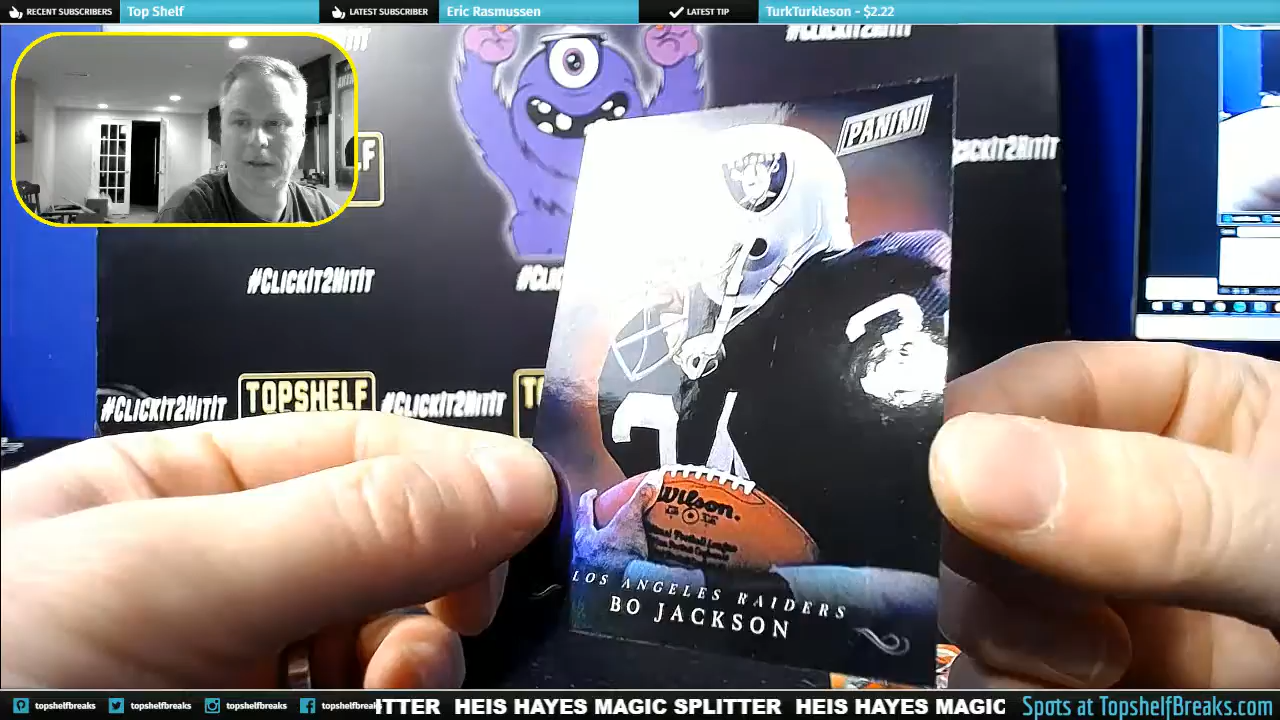 RECENT SUBSCRIBERS Top Shelf LATEST SUBSCRIBER Eric Rasmussen LATEST TIP TurkTurkleson - $2.22
PANINI
#CLICKIT2HITIT
TOPSHELF
#CLICKIT2HITIT
#CLICKIT2HITIT
Wilson.
LOS ANGELES RAIDERS
BO JACKSON
topshelfbreaks topshelfbreaks topshelfbreaks topshelfbreak
TTER HEIS HAYES MAGIC SPLITTER HEIS HAYES MAGIC
Spots at TopshelfBreaks.com